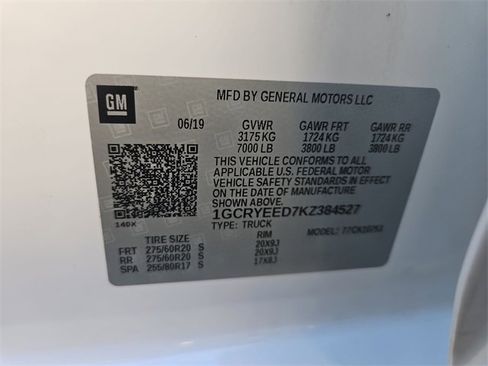 GM
MFD BY GENERAL MOTORS LLC
06/19 GVWR GAWR FRT GAWR RR
3175 KG 1724 KG 1724 KG
7000 LB 3800 LB 3800 LB
THIS VEHICLE CONFORMS TO ALL
APPLICABLE U.S. FEDERAL MOTOR
VEHICLE SAFETY STANDARDS IN EFFECT
ON THE DATE OF MANUFACTURE
SHOWN ABOVE.
1GCRYEED7KZ384527
TYPE: TRUCK
140X
TIRE SIZE RIM
FRT 275/60R20 S 20X9J
RR 275/60R20 S 20X9J
SPA 255/80R17 S 17X8J
MODEL: